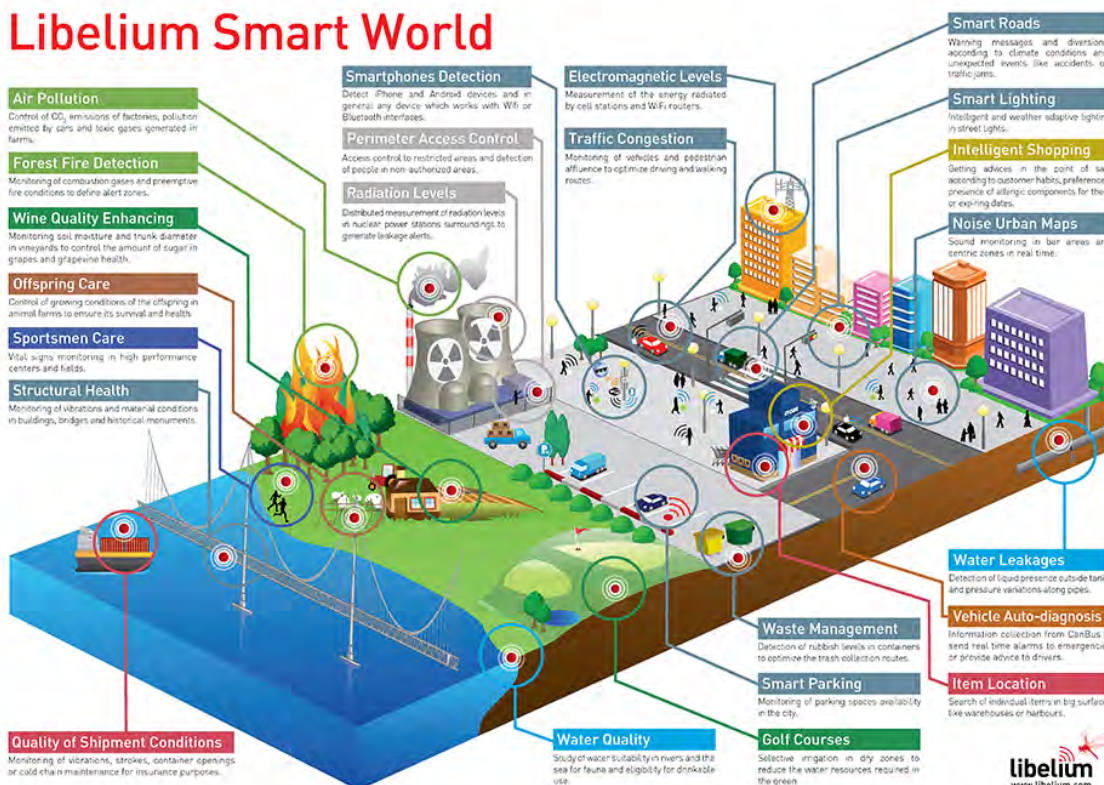 Libelium Smart World
Air Pollution
Control of CO₂ emissions of factories, pollution
emitted by cars and toxic gases generated in
farms.
Forest Fire Detection
Monitoring of combustion gases and preemptive
fire conditions to define alert zones.
Wine Quality Enhancing
Monitoring soil moisture and trunk diameter
in vineyards to control the amount of sugar in
grapes and grapevine health.
Offspring Care
Control of growing conditions of the offspring in
animal farms to ensure its survival and health.
Sportsmen Care
Vital signs monitoring in high performance
centers and fields.
Structural Health
Monitoring of vibrations and material conditions
in buildings, bridges and historical monuments.
Quality of Shipment Conditions
Monitoring of vibrations, strokes, container openings
or cold chain maintenance for insurance purposes.
Smartphones Detection
Detect iPhone and Android devices and in
general any device which works with Wifi or
Bluetooth interfaces.
Perimeter Access Control
Access control to restricted areas and detection
of people in non-authorized areas.
Radiation Levels
Distributed measurement of radiation levels
in nuclear power stations surroundings to
generate leakage alerts.
Electromagnetic Levels
Measurement of the energy radiated
by cell stations and WiFi routers.
Traffic Congestion
Monitoring of vehicles and pedestrian
affluence to optimize driving and walking
routes.
Smart Roads
Warning messages and diversion
according to climate conditions an
unexpected events like accidents o
traffic jams.
Smart Lighting
Intelligent and weather adaptive lightin
in street lights.
Intelligent Shopping
Getting advices in the point of sa
according to customer habits, preference
presence of allergic components for the
or expiring dates.
Noise Urban Maps
Sound monitoring in bar areas an
centric zones in real time.
P
Water Leakages
Detection of liquid presence outside tank
and pressure variations along pipes.
Vehicle Auto-diagnosis
Information collection from CanBus
send real time alarms to emergencie
or provide advice to drivers.
Item Location
Search of individual items in big surface
like warehouses or harbours.
Waste Management
Detection of rubbish levels in containers
to optimize the trash collection routes.
Smart Parking
Monitoring of parking spaces availability
in the city.
Golf Courses
Selective irrigation in dry zones to
reduce the water resources required in
the green.
Water Quality
Study of water suitability in rivers and the
sea for fauna and eligibility for drinkable
use.
libelium
www.libelium.com